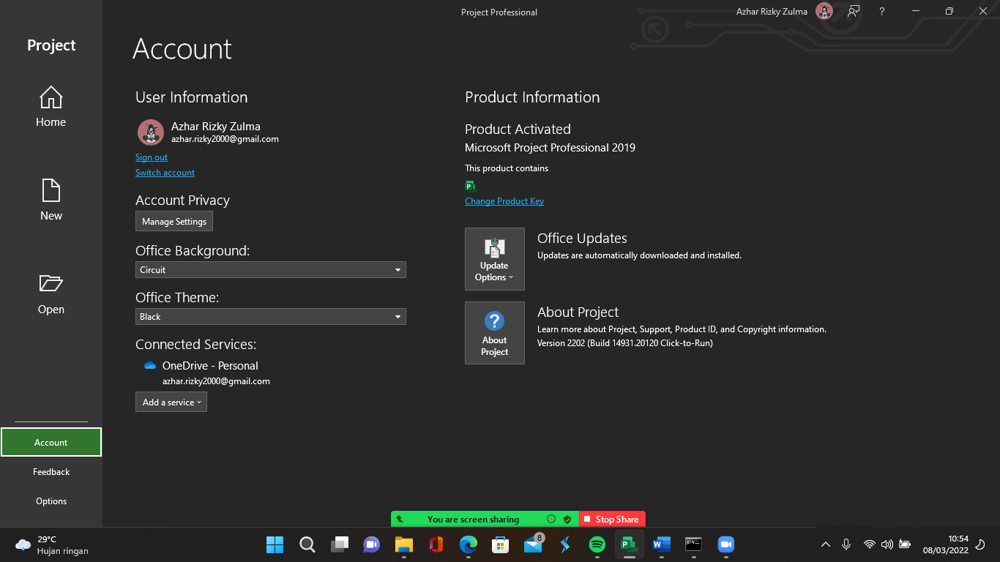 Project Professional
Azhar Rizky Zulma
?
Project
Home
New
Open
Account
Feedback
Options
Account
User Information
Azhar Rizky Zulma
azhar.rizky2000@gmail.com
Sign out
Switch account
Account Privacy
Manage Settings
Office Background:
Circuit
Office Theme:
Black
Connected Services:
OneDrive - Personal
azhar.rizky2000@gmail.com
Add a service
Product Information
Product Activated
Microsoft Project Professional 2019
This product contains
P
Change Product Key
Update
Options
Office Updates
Updates are automatically downloaded and installed.
?
About
Project
About Project
Learn more about Project, Support, Product ID, and Copyright information.
Version 2202 (Build 14931.20120 Click-to-Run)
You are screen sharing
Stop Share
29°C
Hujan ringan
8
P
W
10:54
08/03/2022